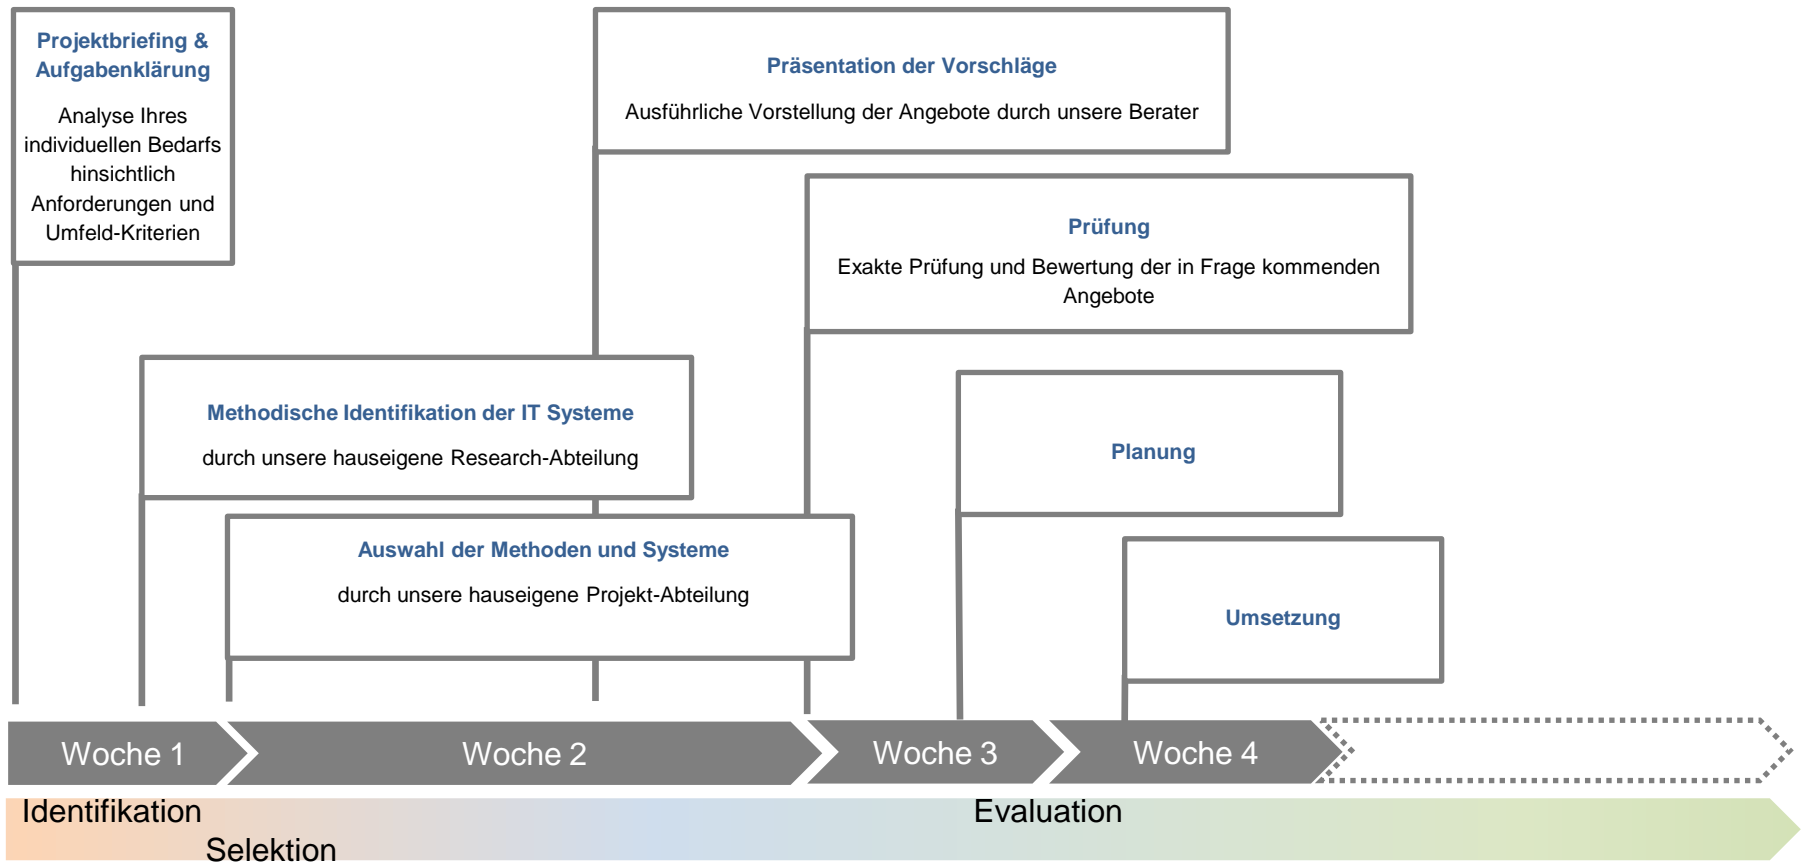 Projektbriefing &
Aufgabenklärung
Analyse Ihres
individuellen Bedarfs
hinsichtlich
Anforderungen und
Umfeld-Kriterien
Präsentation der Vorschläge
Ausführliche Vorstellung der Angebote durch unsere Berater
Prüfung
Exakte Prüfung und Bewertung der in Frage kommenden
Angebote
Methodische Identifikation der IT Systeme
durch unsere hauseigene Research-Abteilung
Planung
Auswahl der Methoden und Systeme
durch unsere hauseigene Projekt-Abteilung
Umsetzung
Woche 1
Woche 2
Woche 3
Woche 4
Identifikation
Evaluation
Selektion